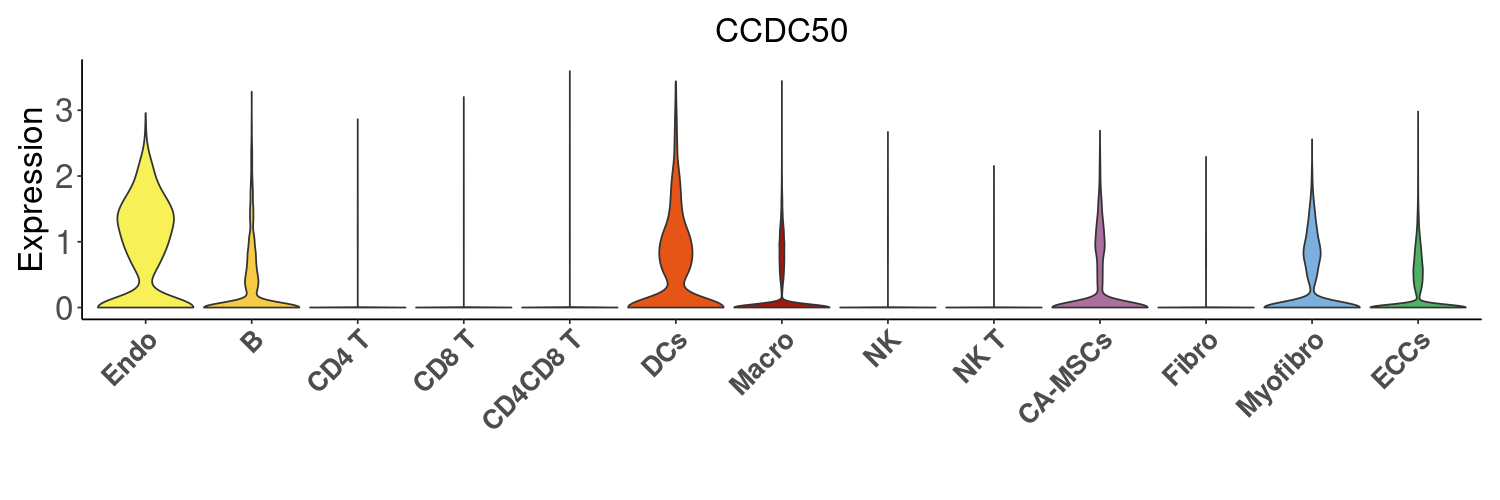 CCDC50
Expression
3
2
1
0
Endo
B
CD4 T
CD8 T
CD4CD8 T
DCs
Macro
NK
NK T
CA-MSCs
Fibro
Myofibro
ECCs